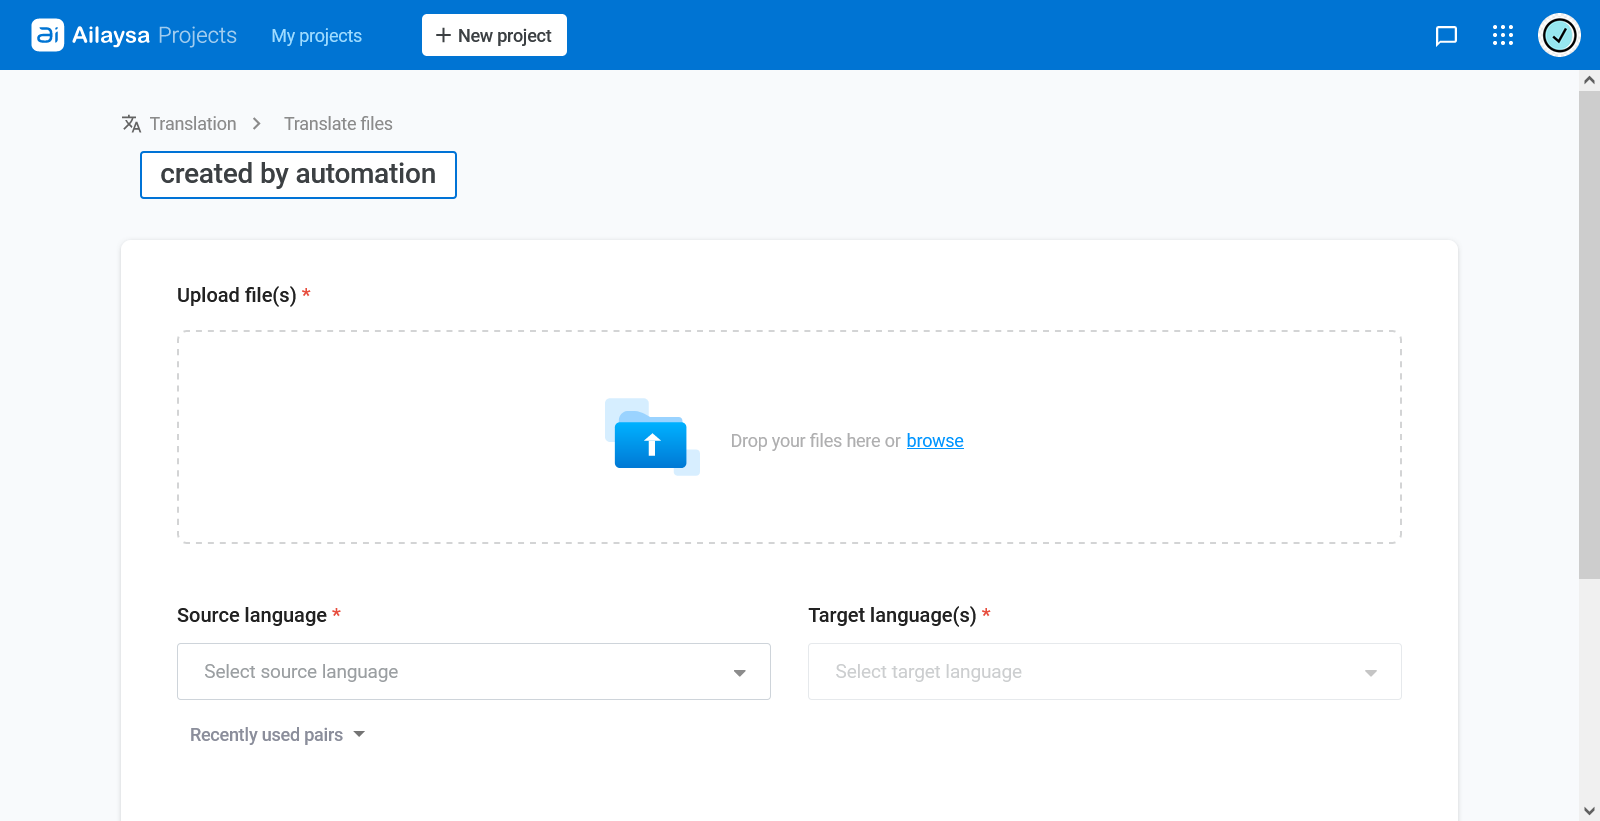 ai Ailaysa Projects My projects + New project
Translation > Translate files
created by automation
Upload file(s) *
Drop your files here or browse
Source language * Target language(s) *
Select source language Select target language
Recently used pairs